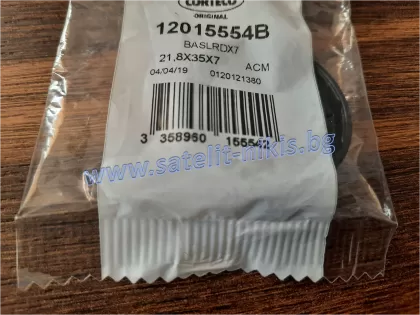 CORTECO
ORIGINAL
12015554B
BASLRDX7
21,8X35X7 ACM
04/04/19 0120121380
3 358960 155542
www.satelit-nikis.bg